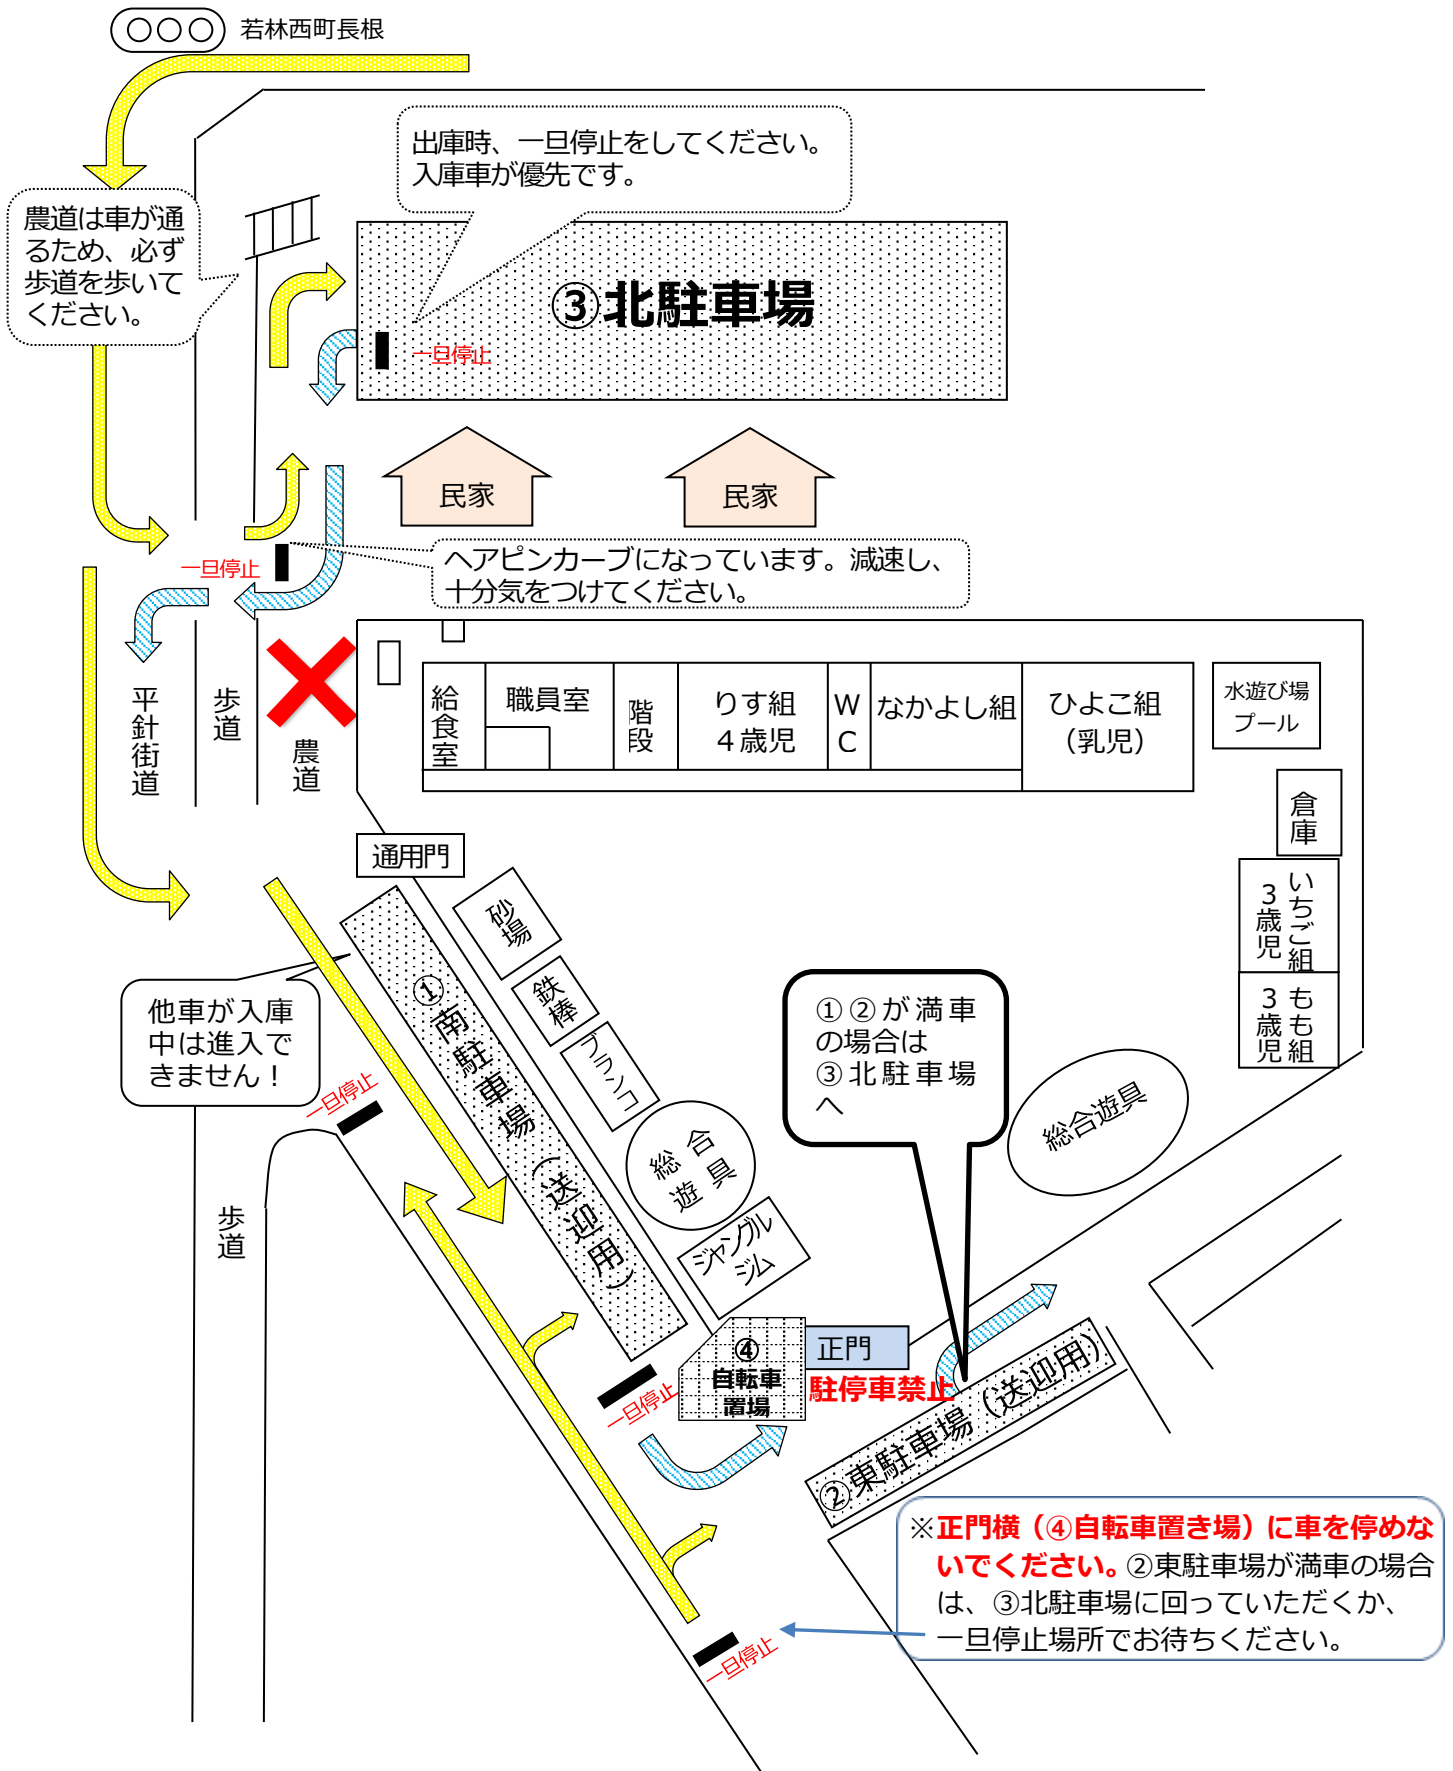 若林西町長根
出庫時、一旦停止をしてください。
入庫車が優先です。
農道は車が通
るため、必ず
歩道を歩いて
ください。
③北駐車場
一旦停止
民家
民家
ヘアピンカーブになっています。減速し、
十分気をつけてください。
一旦停止
平針街道
歩道
農道
給食室
職員室
階段
りす組
４歳児
WC
なかよし組
ひよこ組
（乳児）
水遊び場
プール
倉庫
いちご組
３歳児
もも組
３歳児
通用門
砂場
鉄棒
ブランコ
総合
遊具
ジャングル
ジム
総合遊具
①南駐車場（送迎用）
他車が入庫
中は進入で
きません！
一旦停止
歩道
①②が満車
の場合は
③北駐車場
へ
④
自転車
置場
正門
駐停車禁止
一旦停止
②東駐車場（送迎用）
※正門横（④自転車置き場）に車を停めな
いでください。②東駐車場が満車の場合
は、③北駐車場に回っていただくか、
一旦停止場所でお待ちください。
一旦停止